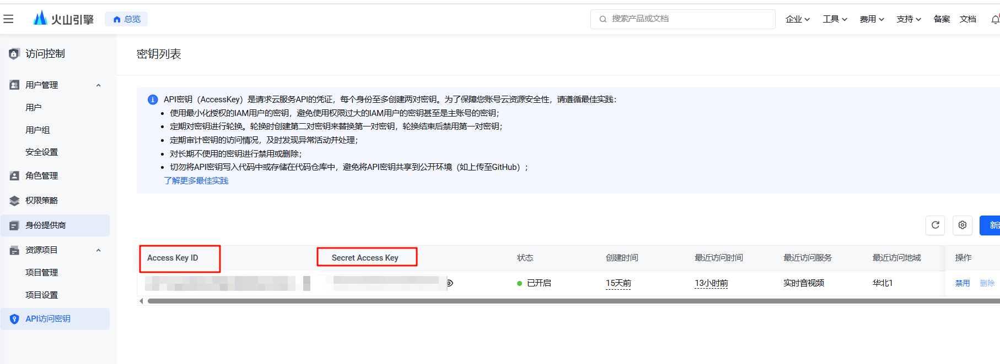 火山引擎
总览
搜索产品或文档
企业
工具
费用
支持
备案
文档
访问控制
用户管理
用户
用户组
安全设置
角色管理
权限策略
身份提供商
资源项目
项目管理
项目设置
API访问密钥
密钥列表
API密钥（AccessKey）是请求云服务API的凭证，每个身份至多创建两对密钥。为了保障您账号云资源安全性，请遵循最佳实践：
使用最小化授权的IAM用户的密钥，避免使用权限过大的IAM用户的密钥甚至是主账号的密钥；
定期对密钥进行轮换。轮换时创建第二对密钥来替换第一对密钥，轮换结束后禁用第一对密钥；
定期审计密钥的访问情况，及时发现异常活动并处理；
对长期不使用的密钥进行禁用或删除；
切勿将API密钥写入代码中或存储在代码仓库中，避免将API密钥共享到公开环境（如上传至GitHub）；
了解更多最佳实践
Access Key ID
Secret Access Key
状态
创建时间
最近访问时间
最近访问服务
最近访问地域
操作
已开启
15天前
13小时前
实时音视频
华北1
禁用
删除